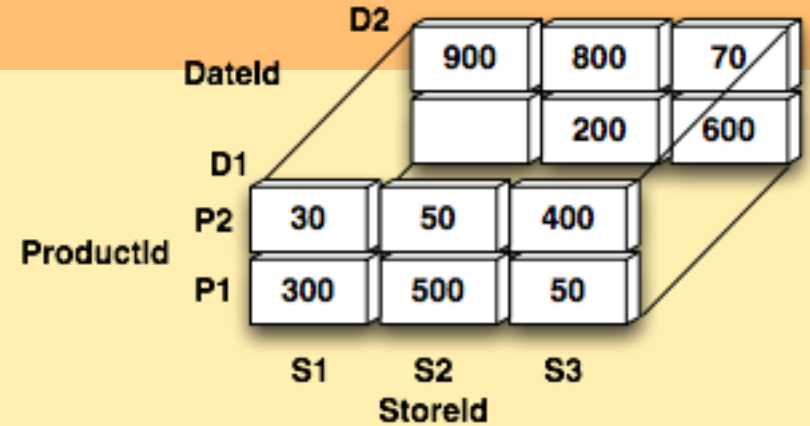 D2
900 800 70
DateId
200 600
D1
P2 30 50 400
ProductId
P1 300 500 50
S1 S2 S3
StoreId